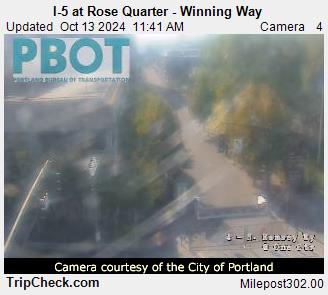 I-5 at Rose Quarter - Winning Way
Updated Oct 13 2024 11:41 AM Camera 4
PBOT
PORTLAND BUREAU OF TRANSPORTATION
Camera courtesy of the City of Portland
TripCheck.com Milepost302.00